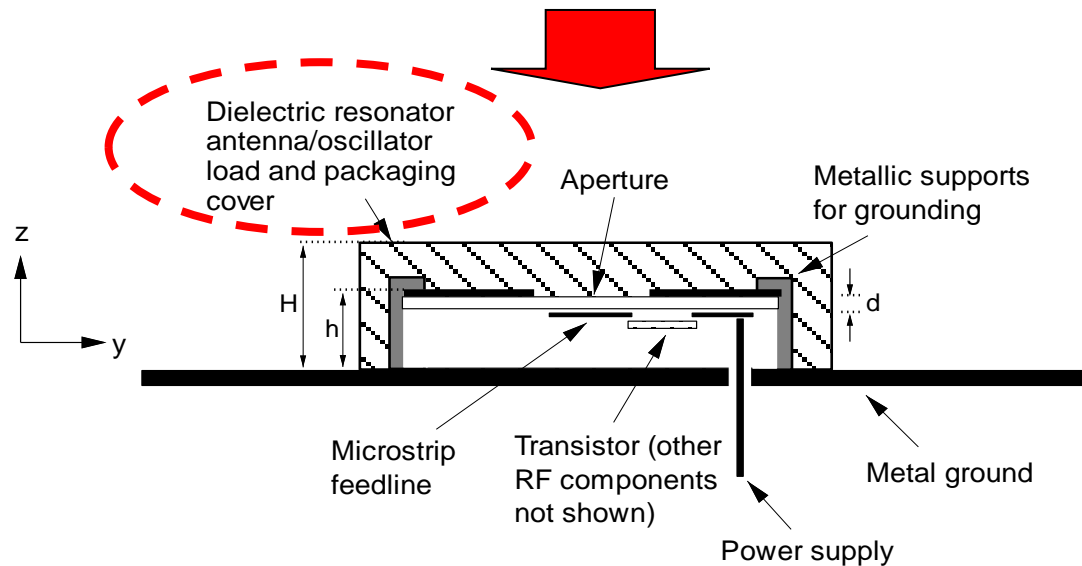 Dielectric resonator
antenna/oscillator
load and packaging
cover
Aperture
Metallic supports
for grounding
z
H
h
d
y
Microstrip
feedline
Transistor (other
RF components
not shown)
Metal ground
Power supply